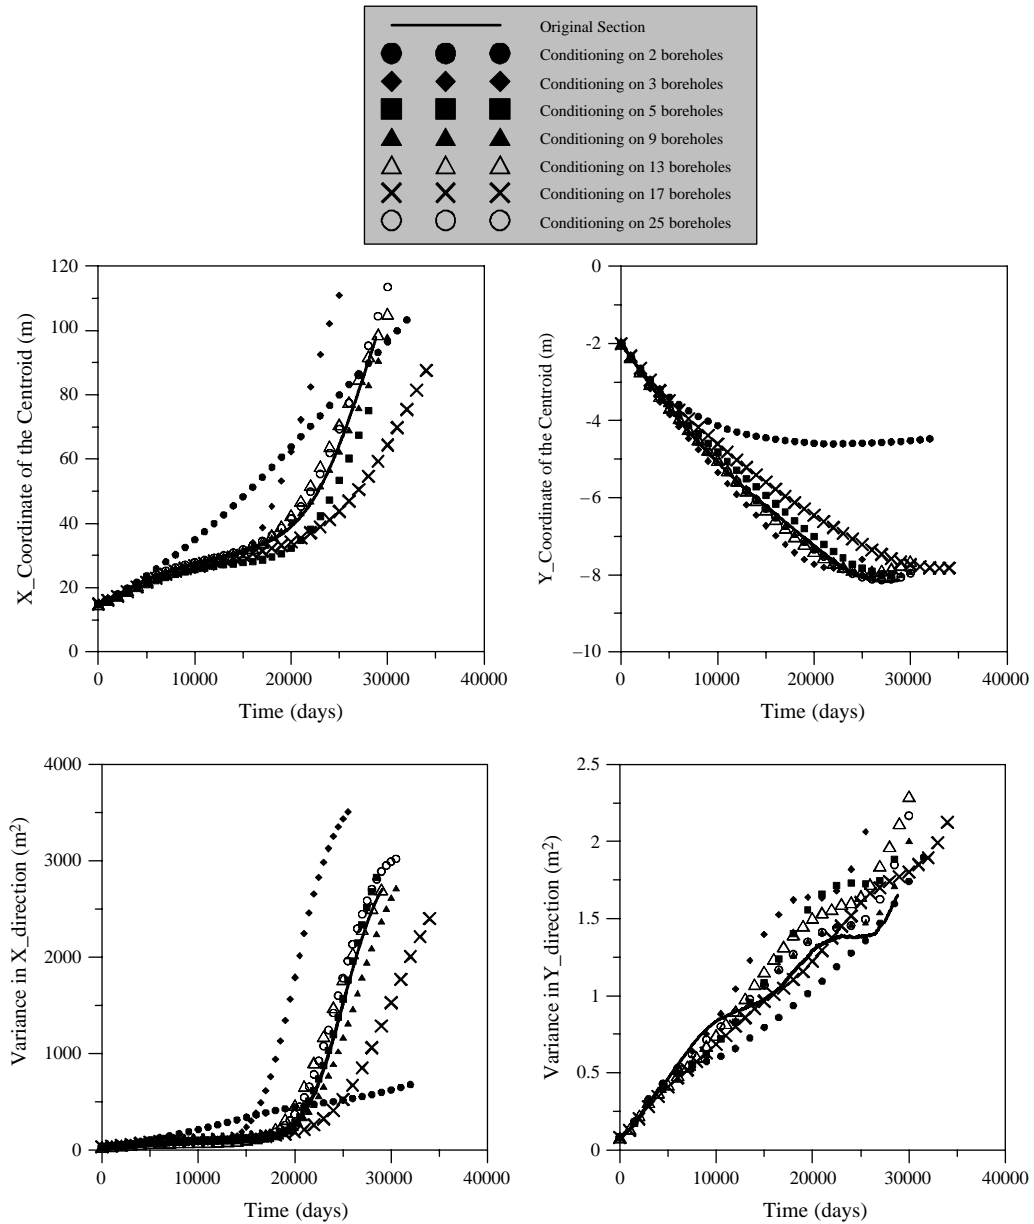 Original Section
Conditioning on 2 boreholes
Conditioning on 3 boreholes
Conditioning on 5 boreholes
Conditioning on 9 boreholes
Conditioning on 13 boreholes
Conditioning on 17 boreholes
Conditioning on 25 boreholes
X_Coordinate of the Centroid (m)
120
100
80
60
40
20
0
0 10000 20000 30000 40000
Time (days)
Y_Coordinate of the Centroid (m)
0
-2
-4
-6
-8
−10
0 10000 20000 30000 40000
Time (days)
Variance in X_direction (m²)
4000
3000
2000
1000
0
0 10000 20000 30000 40000
Time (days)
Variance in Y_direction (m²)
2.5
2
1.5
1
0.5
0
0 10000 20000 30000 40000
Time (days)